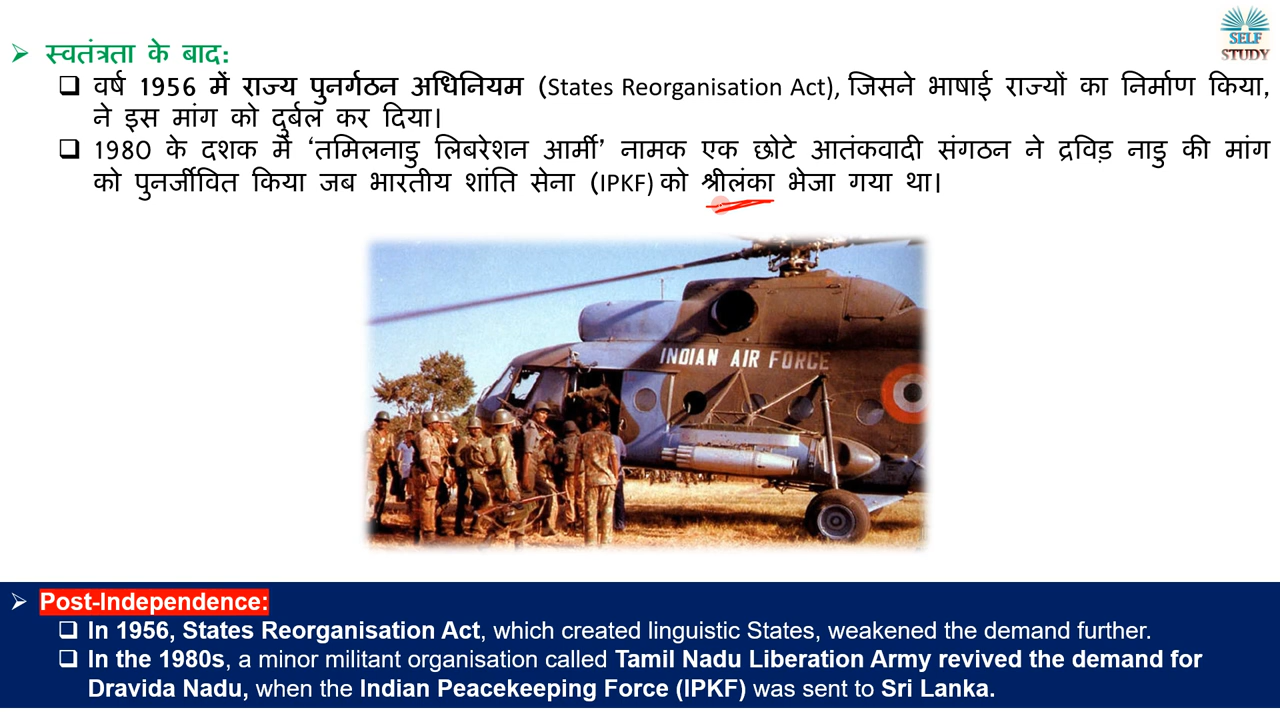 SELF
STUDY
स्वतंत्रता के बाद:
वर्ष 1956 में राज्य पुनर्गठन अधिनियम (States Reorganisation Act), जिसने भाषाई राज्यों का निर्माण किया,
ने इस मांग को दुर्बल कर दिया।
1980 के दशक में ‘तमिलनाडु लिबरेशन आर्मी’ नामक एक छोटे आतंकवादी संगठन ने द्रविड़ नाडु की मांग
को पुनर्जीवित किया जब भारतीय शांति सेना (IPKF) को श्रीलंका भेजा गया था।
INDIAN AIR FORCE
Post-Independence:
In 1956, States Reorganisation Act, which created linguistic States, weakened the demand further.
In the 1980s, a minor militant organisation called Tamil Nadu Liberation Army revived the demand for
Dravida Nadu, when the Indian Peacekeeping Force (IPKF) was sent to Sri Lanka.